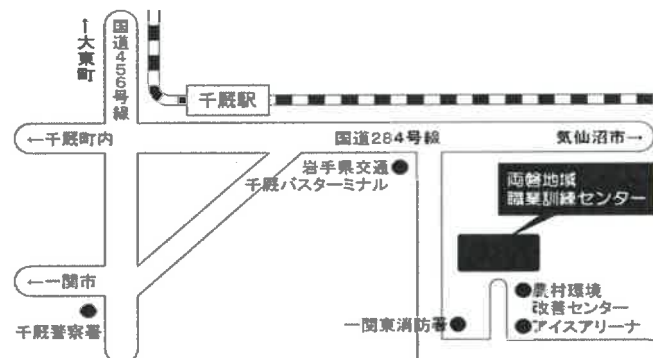 ←大東町
国道456号線
千厩駅
←千厩町内
国道284号線
気仙沼市→
岩手県交通
千厩バスターミナル
両磐地域
職業訓練センター
←一関市
千厩警察署
一関東消防署
農村環境
改善センター
アイスアリーナ